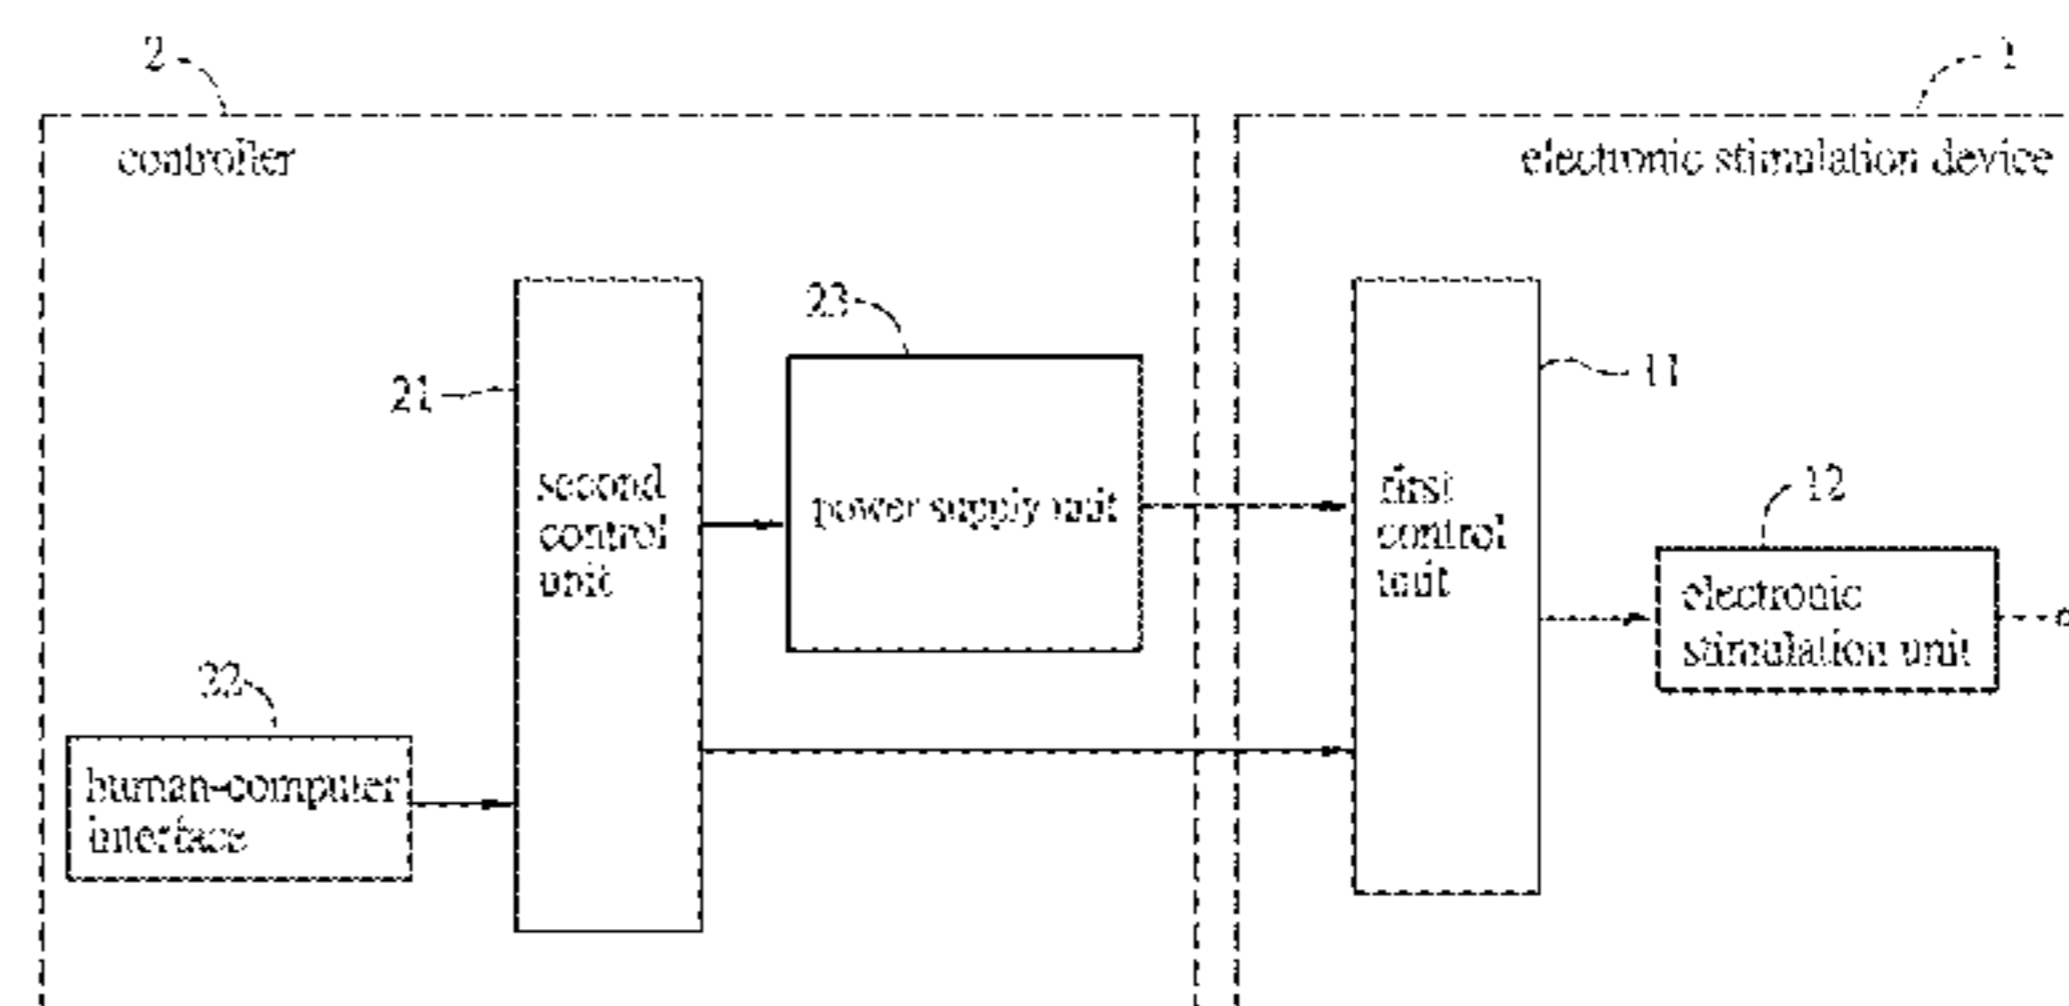 2
1
controller
electronic stimulation device
23
21
11
second
control
unit
power supply unit
first
control
unit
12
electronic
stimulation unit
22
human-computer
interface